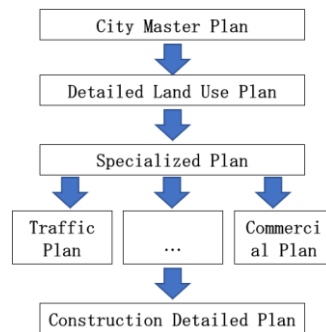 City Master Plan
Detailed Land Use Plan
Specialized Plan
Traffic
Plan
...
Commerci
al Plan
Construction Detailed Plan